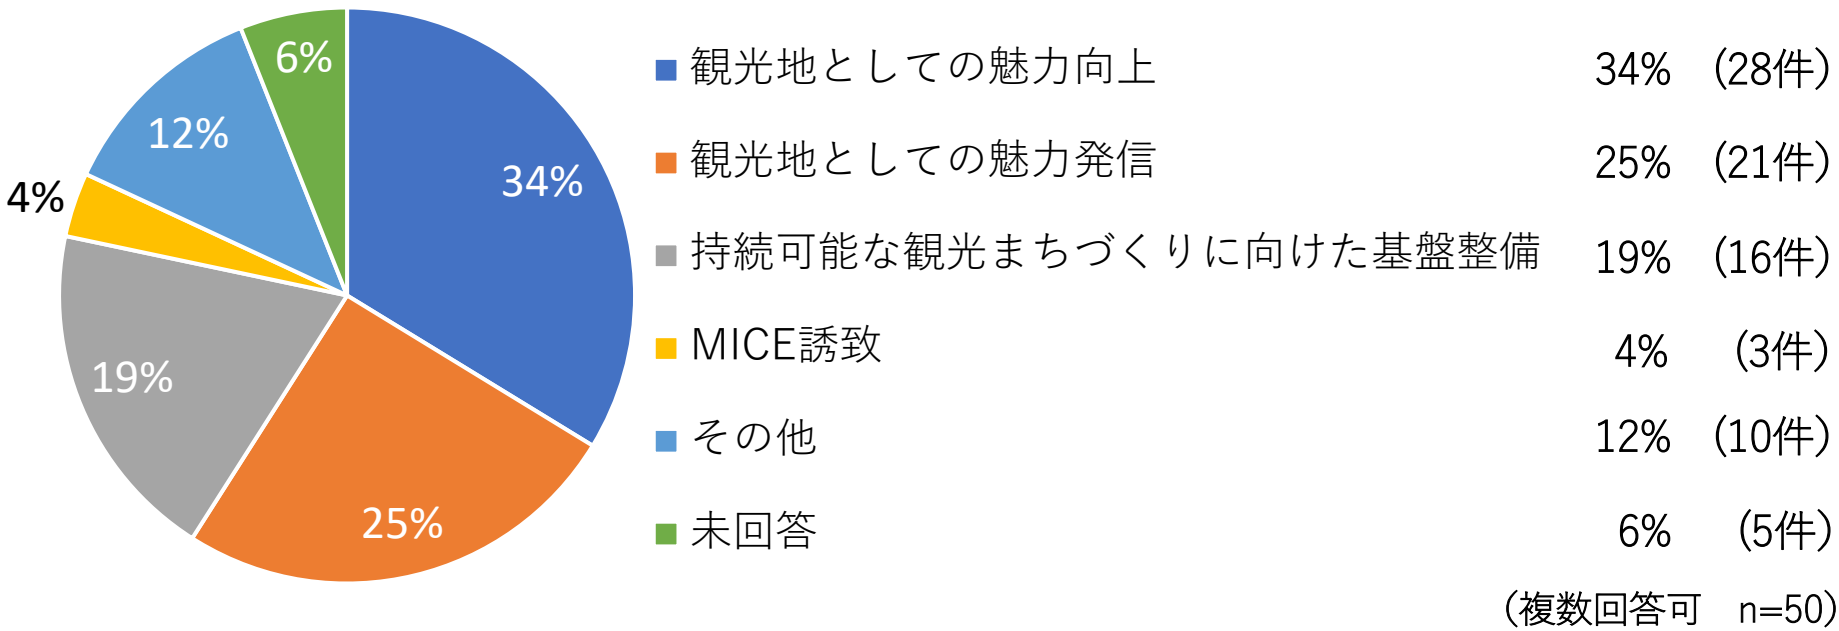 6%
12%
34%
4%
19%
25%
観光地としての魅力向上 34% (28件)
観光地としての魅力発信 25% (21件)
持続可能な観光まちづくりに向けた基盤整備 19% (16件)
MICE誘致 4% (3件)
その他 12% (10件)
未回答 6% (5件)
(複数回答可 n=50)